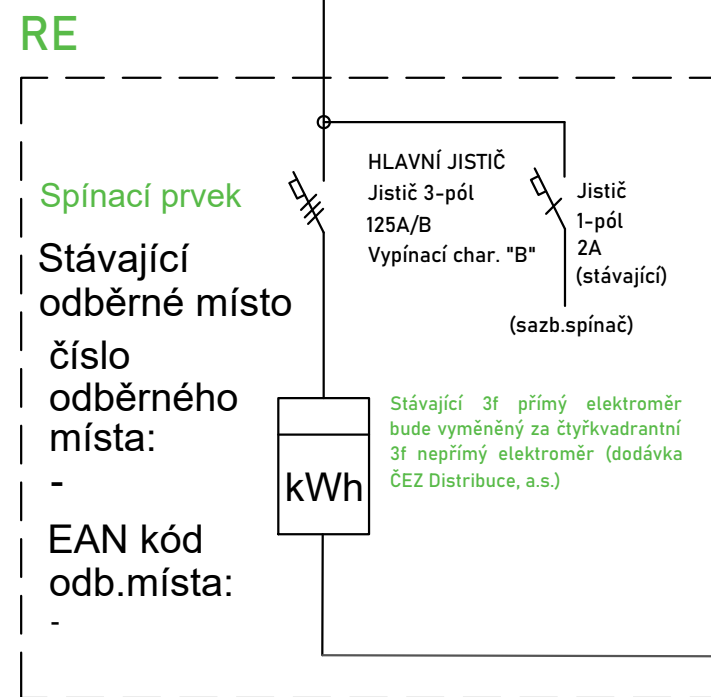 RE
Spínací prvek
Stávající
odběrné místo
číslo
odběrného
místa:
-
EAN kód
odb.místa:
-
HLAVNÍ JISTIČ
Jistič 3-pól
125A/B
Vypínací char. "B"
Jistič
1-pól
2A
(stávající)
(sazb.spínač)
kWh
Stávající 3f přímý elektroměr
bude vyměněný za čtyřkvadrantní
3f nepřímý elektroměr (dodávka
ČEZ Distribuce, a.s.)